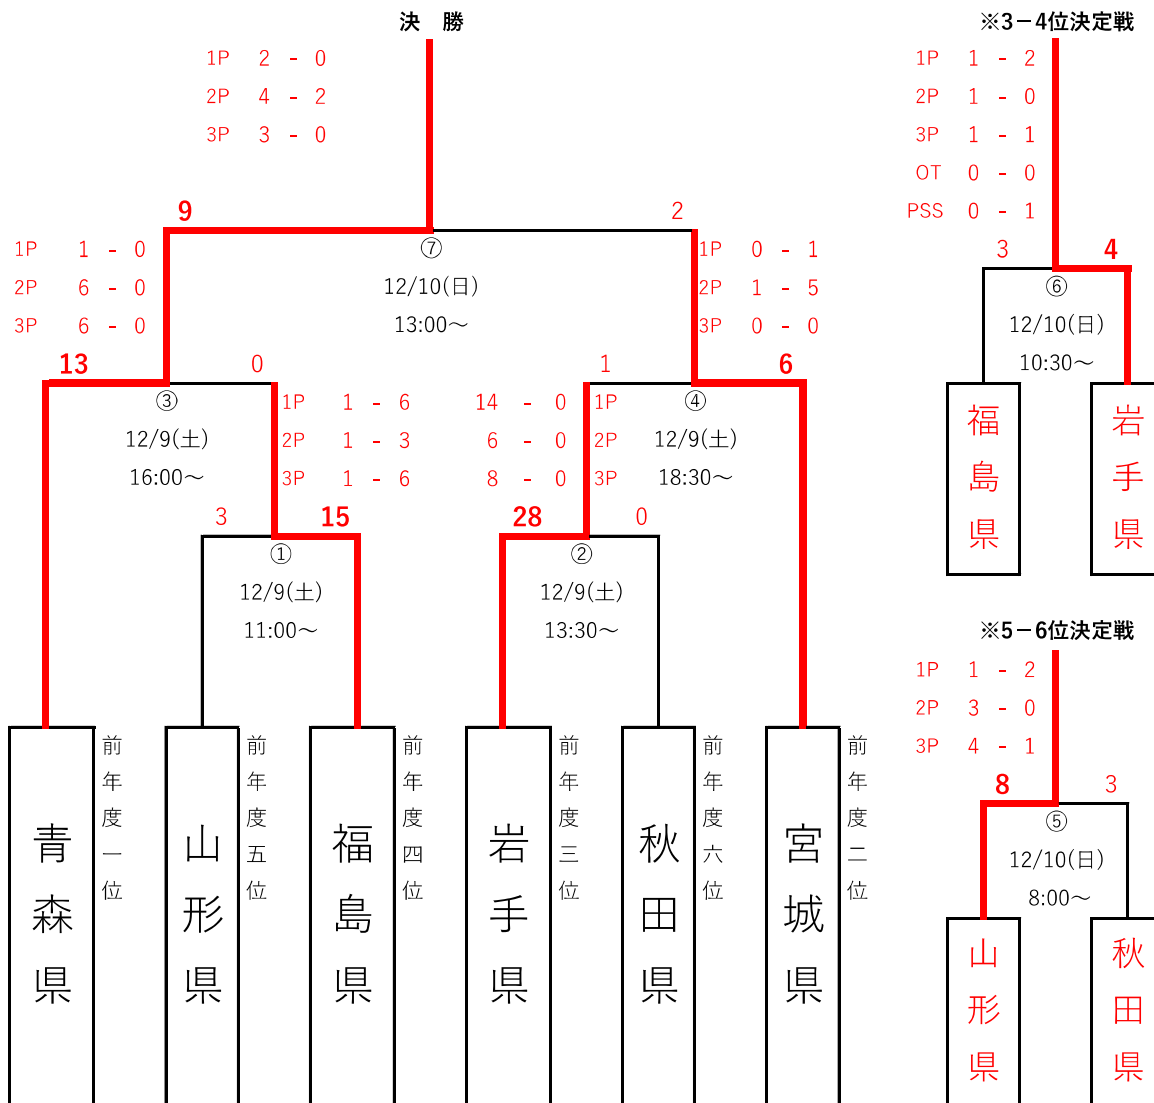 決　勝
1P 2 - 0
2P 4 - 2
3P 3 - 0
9
2
⑦
12/10(日)
13:00～
1P 1 - 0
2P 6 - 0
3P 6 - 0
1P 0 - 1
2P 1 - 5
3P 0 - 0
13
0
③
12/9(土)
16:00～
1
6
④
12/9(土)
18:30～
1P 1 - 6
2P 1 - 3
3P 1 - 6
14 - 0 1P
6 - 0 2P
8 - 0 3P
3
15
①
12/9(土)
11:00～
28
0
②
12/9(土)
13:30～
青森県
前年度一位
山形県
前年度五位
福島県
前年度四位
岩手県
前年度三位
秋田県
前年度六位
宮城県
前年度二位
※3－4位決定戦
1P 1 - 2
2P 1 - 0
3P 1 - 1
OT 0 - 0
PSS 0 - 1
3
4
⑥
12/10(日)
10:30～
福島県
岩手県
※5－6位決定戦
1P 1 - 2
2P 3 - 0
3P 4 - 1
8
3
⑤
12/10(日)
8:00～
山形県
秋田県